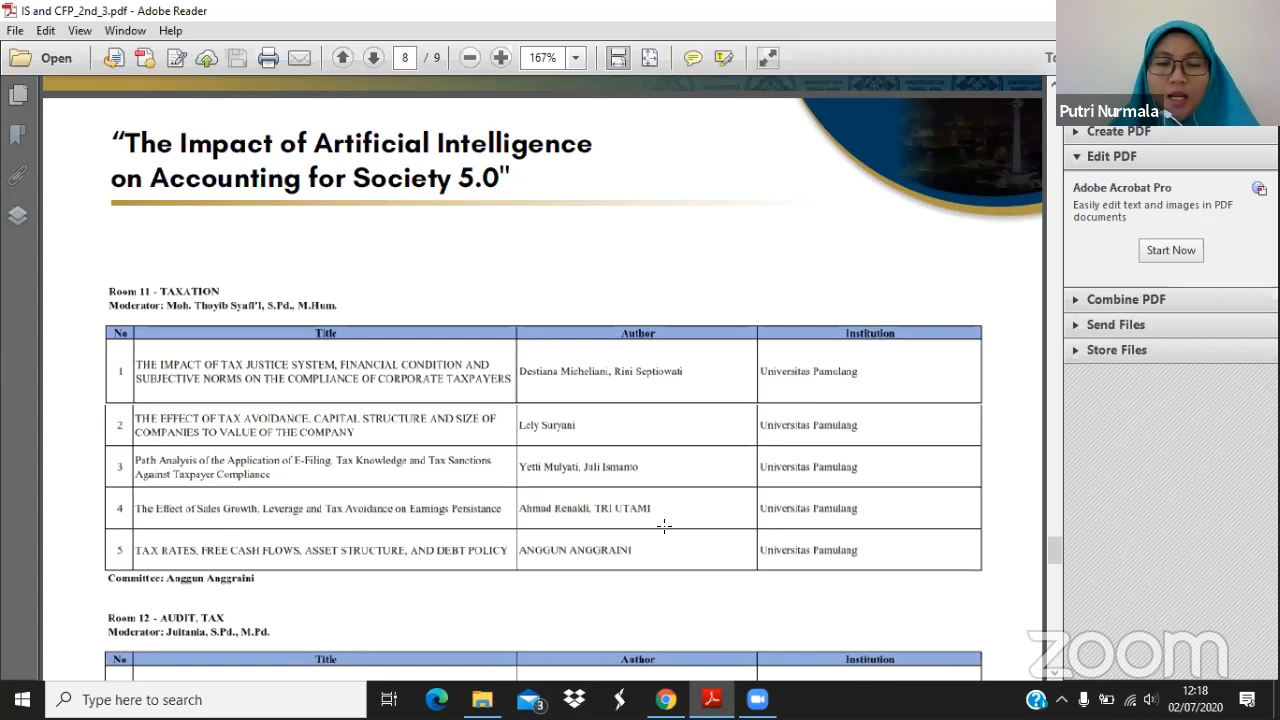 IS and CFP_2nd_3.pdf - Adobe Reader
File Edit View Window Help
Open 8 / 9 167% To
Putri Nurmala
Create PDF
Edit PDF
Adobe Acrobat Pro
Easily edit text and images in PDF
documents
Start Now
Combine PDF
Send Files
Store Files
“The Impact of Artificial Intelligence
on Accounting for Society 5.0"
Room 11 - TAXATION
Moderator: Moh. Thoyib Syafi'I, S.Pd., M.Hum.
No Title Author Institution
1 THE IMPACT OF TAX JUSTICE SYSTEM, FINANCIAL CONDITION AND
SUBJECTIVE NORMS ON THE COMPLIANCE OF CORPORATE TAXPAYERS Destiana Micheliani, Rini Septiowati Universitas Pamulang
2 THE EFFECT OF TAX AVOIDANCE, CAPITAL STRUCTURE AND SIZE OF
COMPANIES TO VALUE OF THE COMPANY Lely Suryani Universitas Pamulang
3 Path Analysis of the Application of E-Filing, Tax Knowledge and Tax Sanctions
Against Taxpayer Compliance Yetti Mulyati, Juli Ismanto Universitas Pamulang
4 The Effect of Sales Growth, Leverage and Tax Avoidance on Earnings Persistance Ahmad Renaldi, TRI UTAMI Universitas Pamulang
5 TAX RATES, FREE CASH FLOWS, ASSET STRUCTURE, AND DEBT POLICY ANGGUN ANGGRAINI Universitas Pamulang
Committee: Anggun Anggraini
Room 12 - AUDIT, TAX
Moderator: Juitania, S.Pd., M.Pd.
No Title Author Institution
zoom
Type here to search
3
12:18
02/07/2020